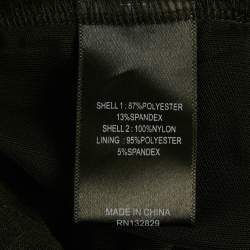 SHELL 1 : 87%POLYESTER
13%SPANDEX
SHELL 2 : 100%NYLON
LINING : 95%POLYESTER
5%SPANDEX
MADE IN CHINA
RN132829